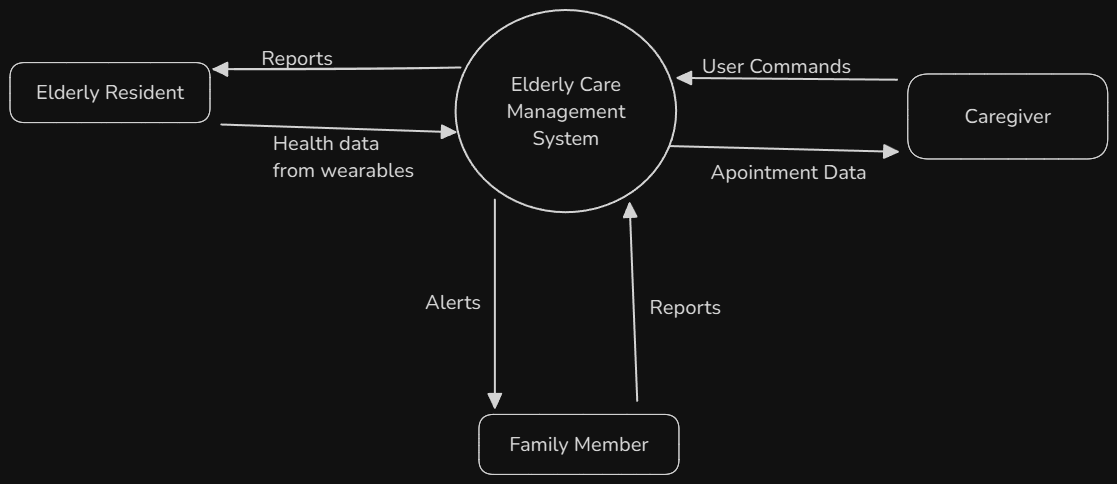 Reports
Elderly Resident
Health data
from wearables
Elderly Care
Management
System
User Commands
Caregiver
Apointment Data
Alerts
Reports
Family Member